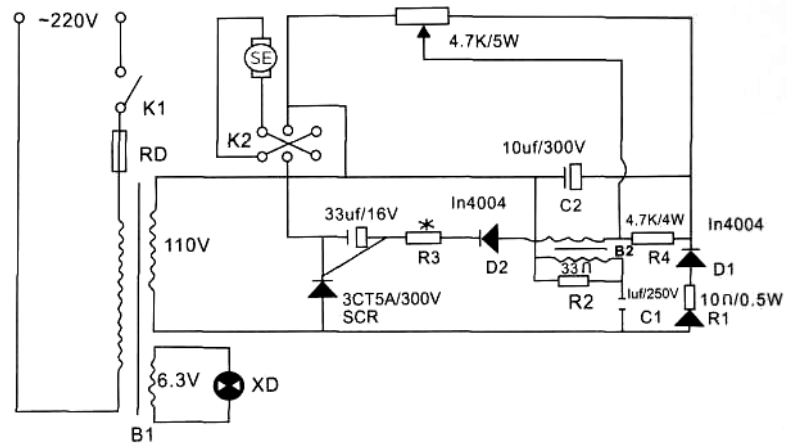 ~220V
4.7K/5W
SE
K1
K2
RD
10uf/300V
C2
33uf/16V
In4004
4.7K/4W
In4004
110V
R3
D2
B2
R4
D1
33Ω
R2
1uf/250V
C1
10Ω/0.5W
R1
3CT5A/300V
SCR
6.3V
XD
B1